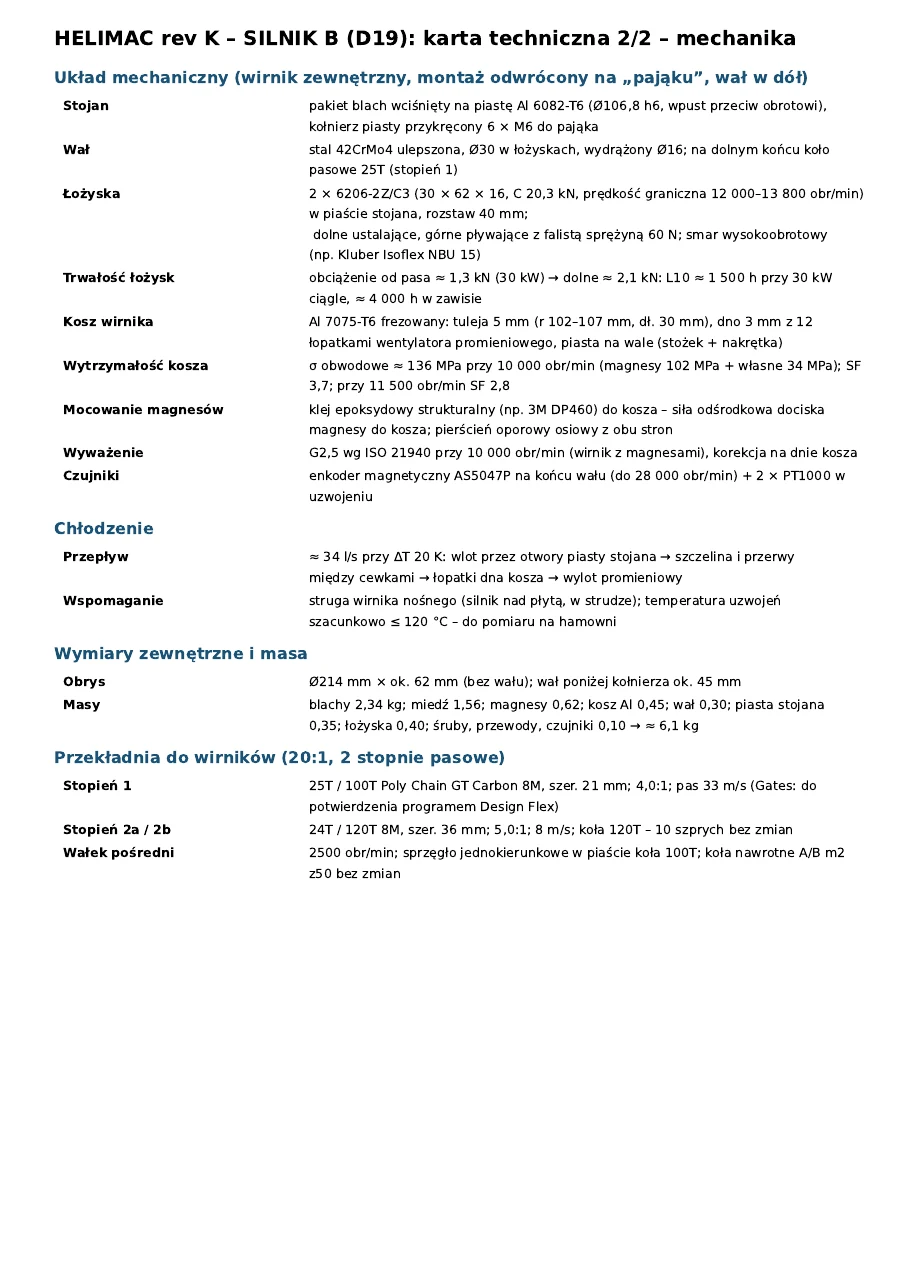 HELIMAC rev K – SILNIK B (D19): karta techniczna 2/2 – mechanika
Układ mechaniczny (wirnik zewnętrzny, montaż odwrócony na „pająku”, wał w dół)
Stojan pakiet blach wciśnięty na piastę Al 6082-T6 (Ø106,8 h6, wpust przeciw obrotowi),
kołnierz piasty przykręcony 6 × M6 do pająka
Wał stal 42CrMo4 ulepszona, Ø30 w łożyskach, wydrążony Ø16; na dolnym końcu koło
pasowe 25T (stopień 1)
Łożyska 2 × 6206-2Z/C3 (30 × 62 × 16, C 20,3 kN, prędkość graniczna 12 000–13 800 obr/min)
w piaście stojana, rozstaw 40 mm;
dolne ustalające, górne pływające z falistą sprężyną 60 N; smar wysokoobrotowy
(np. Kluber Isoflex NBU 15)
Trwałość łożysk obciążenie od pasa ≈ 1,3 kN (30 kW) → dolne ≈ 2,1 kN: L10 ≈ 1 500 h przy 30 kW
ciągle, ≈ 4 000 h w zawisie
Kosz wirnika Al 7075-T6 frezowany: tuleja 5 mm (r 102–107 mm, dł. 30 mm), dno 3 mm z 12
łopatkami wentylatora promieniowego, piasta na wale (stożek + nakrętka)
Wytrzymałość kosza σ obwodowe ≈ 136 MPa przy 10 000 obr/min (magnesy 102 MPa + własne 34 MPa); SF
3,7; przy 11 500 obr/min SF 2,8
Mocowanie magnesów klej epoksydowy strukturalny (np. 3M DP460) do kosza – siła odśrodkowa dociska
magnesy do kosza; pierścień oporowy osiowy z obu stron
Wyważenie G2,5 wg ISO 21940 przy 10 000 obr/min (wirnik z magnesami), korekcja na dnie kosza
Czujniki enkoder magnetyczny AS5047P na końcu wału (do 28 000 obr/min) + 2 × PT1000 w
uzwojeniu
Chłodzenie
Przepływ ≈ 34 l/s przy ΔT 20 K: wlot przez otwory piasty stojana → szczelina i przerwy
między cewkami → łopatki dna kosza → wylot promieniowy
Wspomaganie struga wirnika nośnego (silnik nad płytą, w strudze); temperatura uzwojeń
szacunkowo ≤ 120 °C – do pomiaru na hamowni
Wymiary zewnętrzne i masa
Obrys Ø214 mm × ok. 62 mm (bez wału); wał poniżej kołnierza ok. 45 mm
Masy blachy 2,34 kg; miedź 1,56; magnesy 0,62; kosz Al 0,45; wał 0,30; piasta stojana
0,35; łożyska 0,40; śruby, przewody, czujniki 0,10 → ≈ 6,1 kg
Przekładnia do wirników (20:1, 2 stopnie pasowe)
Stopień 1 25T / 100T Poly Chain GT Carbon 8M, szer. 21 mm; 4,0:1; pas 33 m/s (Gates: do
potwierdzenia programem Design Flex)
Stopień 2a / 2b 24T / 120T 8M, szer. 36 mm; 5,0:1; 8 m/s; koła 120T – 10 szprych bez zmian
Wałek pośredni 2500 obr/min; sprzęgło jednokierunkowe w piaście koła 100T; koła nawrotne A/B m2
z50 bez zmian